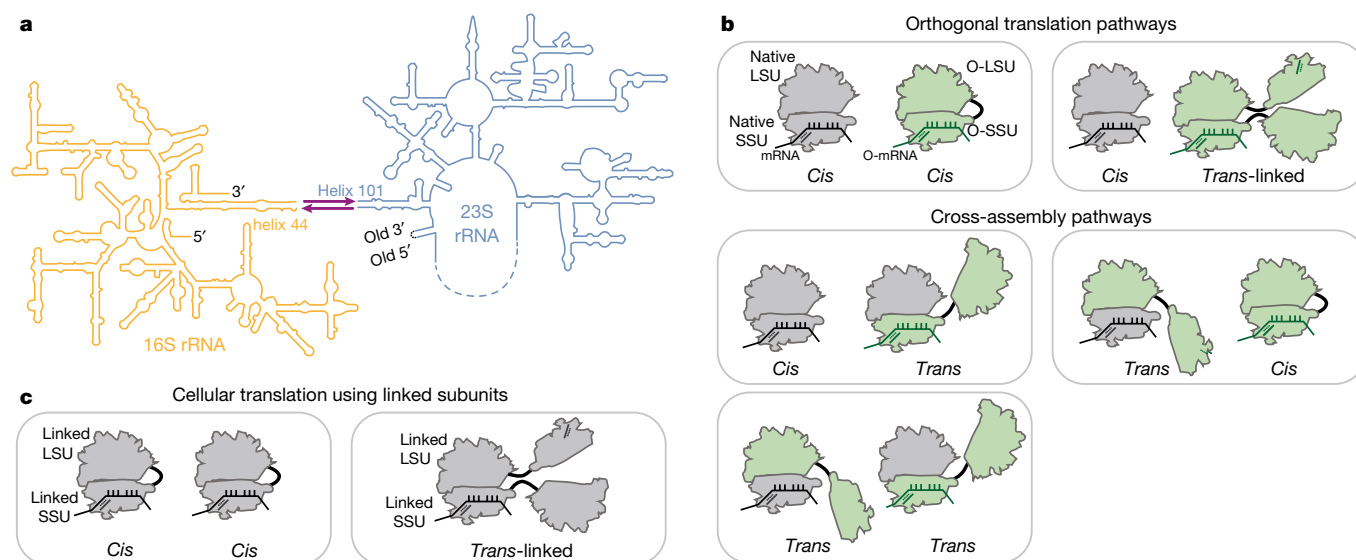 a
3′
Helix 101
helix 44
5′
Old 3′
Old 5′
23S
rRNA
16S rRNA
b
Orthogonal translation pathways
Native
LSU
Native
SSU
mRNA
Cis
O-LSU
O-SSU
O-mRNA
Cis
Trans-linked
Cross-assembly pathways
Cis
Trans
Trans
Cis
Trans
Trans
c
Cellular translation using linked subunits
Linked
LSU
Linked
SSU
Cis
Cis
Linked
LSU
Linked
SSU
Trans-linked